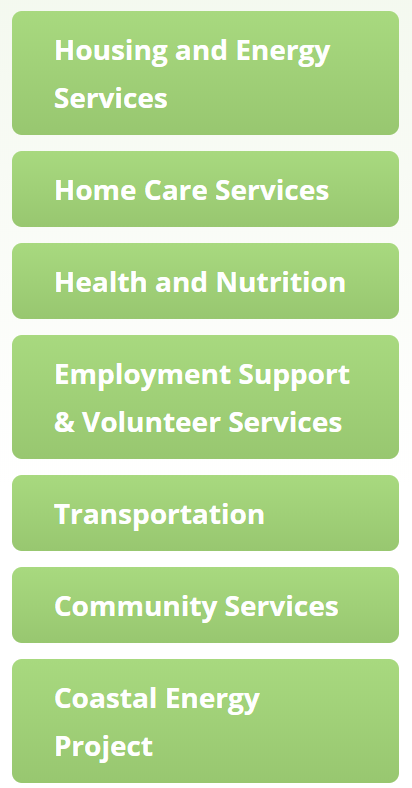 Housing and Energy
Services
Home Care Services
Health and Nutrition
Employment Support
& Volunteer Services
Transportation
Community Services
Coastal Energy
Project